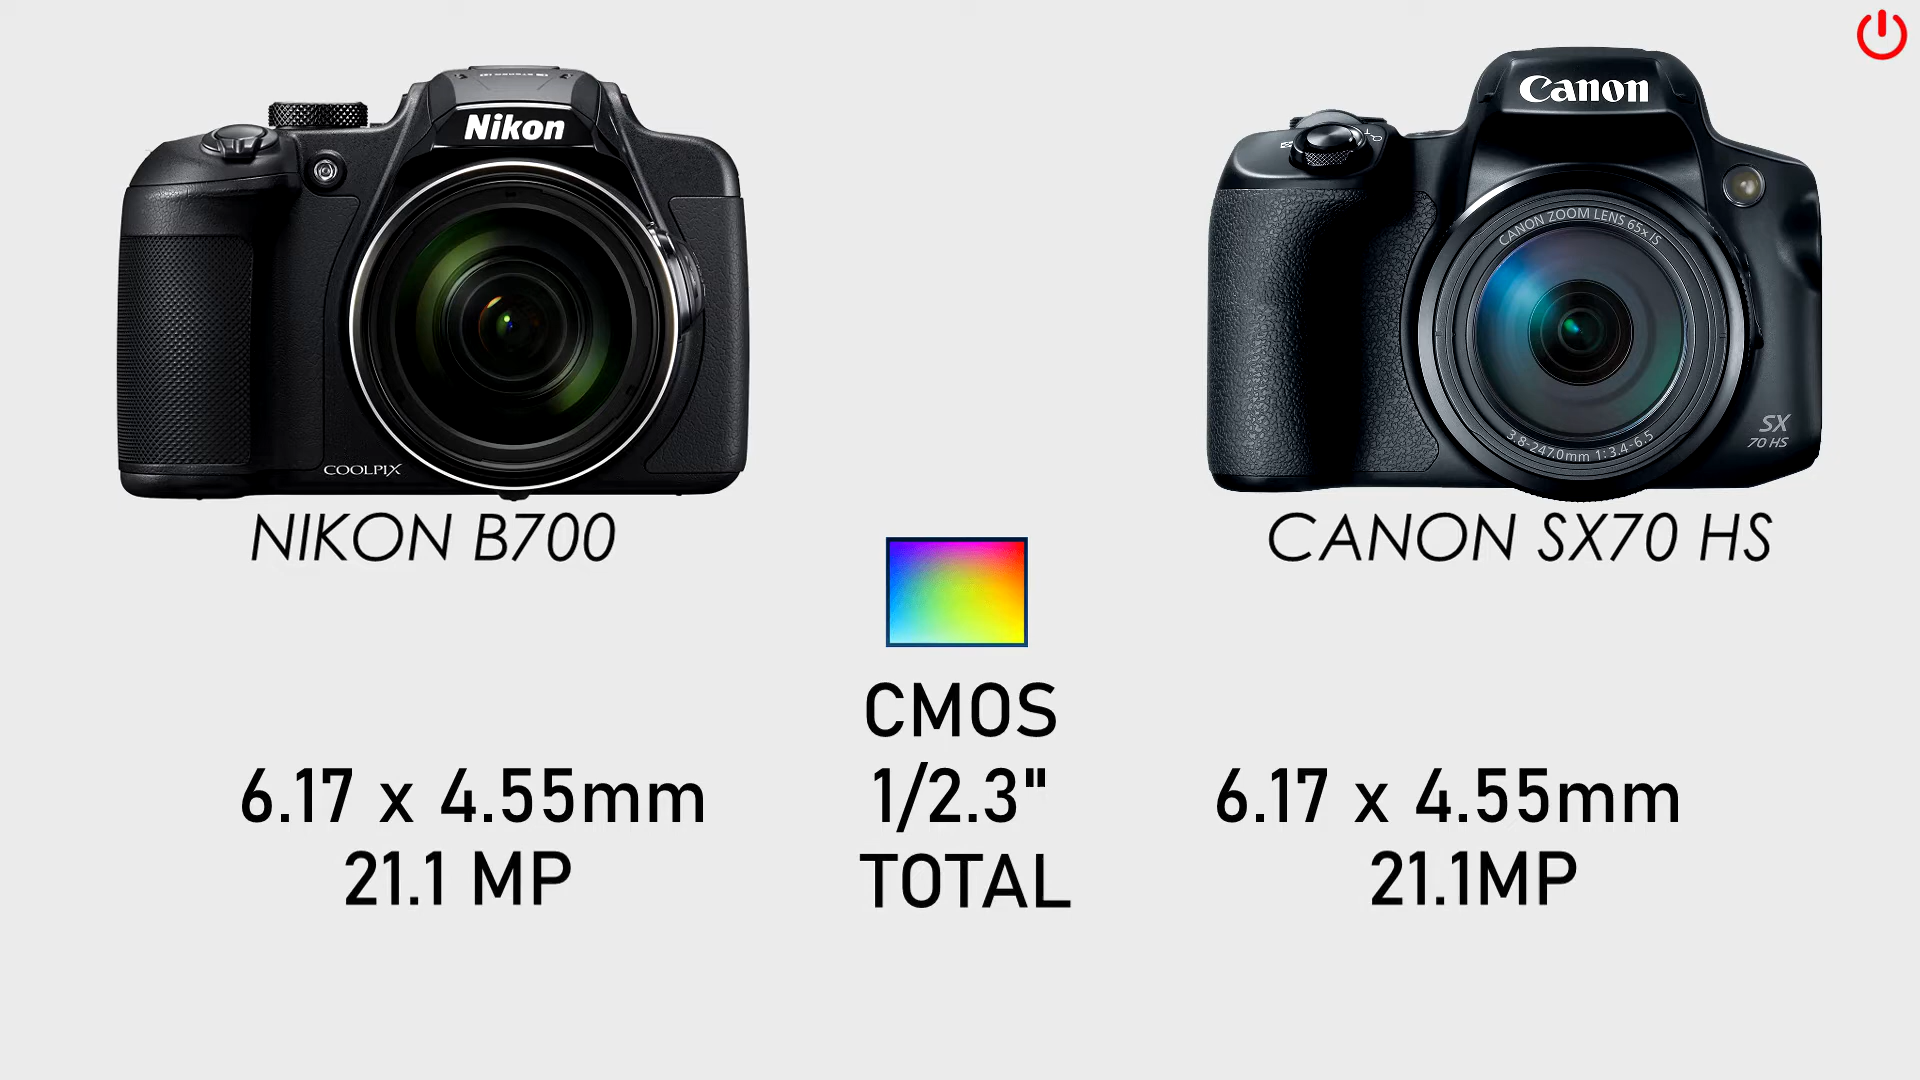 Nikon
COOLPIX
NIKON B700
Canon
CANON ZOOM LENS 65x IS
3.8-247.0mm 1:3.4-6.5
SX
70 HS
CANON SX70 HS
CMOS
6.17 x 4.55mm
1/2.3"
6.17 x 4.55mm
21.1 MP
TOTAL
21.1MP